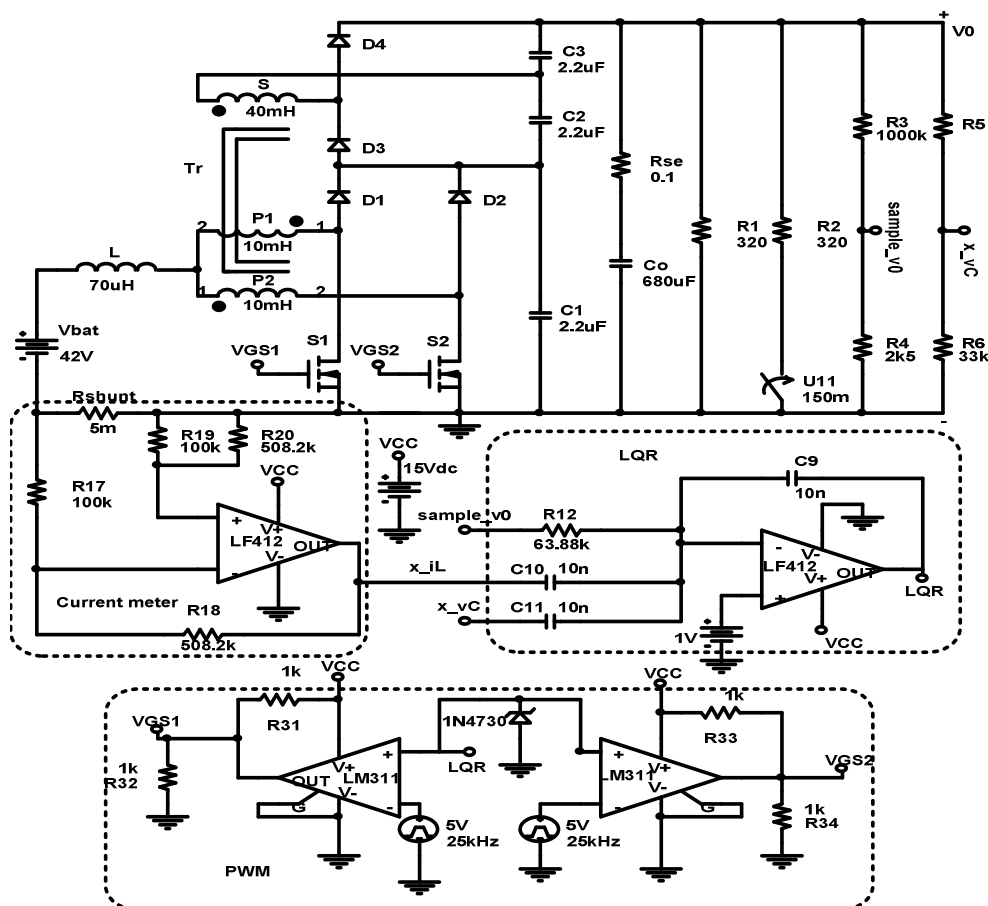 +
V0
D4
C3
2.2uF
S
40mH
C2
2.2uF
R3
1000k
R5
D3
Tr
Rse
0.1
D1
D2
sample_v0
x_vC
2
P1
1
10mH
R1
320
R2
320
L
70uH
Co
680uF
1
P2
2
10mH
C1
2.2uF
Vbat
42V
+
-
VGS1
S1
VGS2
S2
R4
2k5
R6
33k
U11
150m
Rshunt
5m
-
R19
100k
R20
508.2k
VCC
15Vdc
+
-
LQR
C9
10n
R17
100k
VCC
sample_v0
R12
63.88k
+
V+
LF412
OUT
V-
-
-
V-
LF412
OUT
V+
+
LQR
x_iL
C10
10n
Current meter
R18
508.2k
x_vC
C11
10n
1V
+
-
VCC
1k
VCC
VCC
1k
VGS1
R31
1N4730
R33
1k
R32
V+
OUT
LM311
V-
G
+
-
LQR
+
LM311
-
V+
OUT
V-
G
VGS2
5V
25kHz
5V
25kHz
1k
R34
PWM